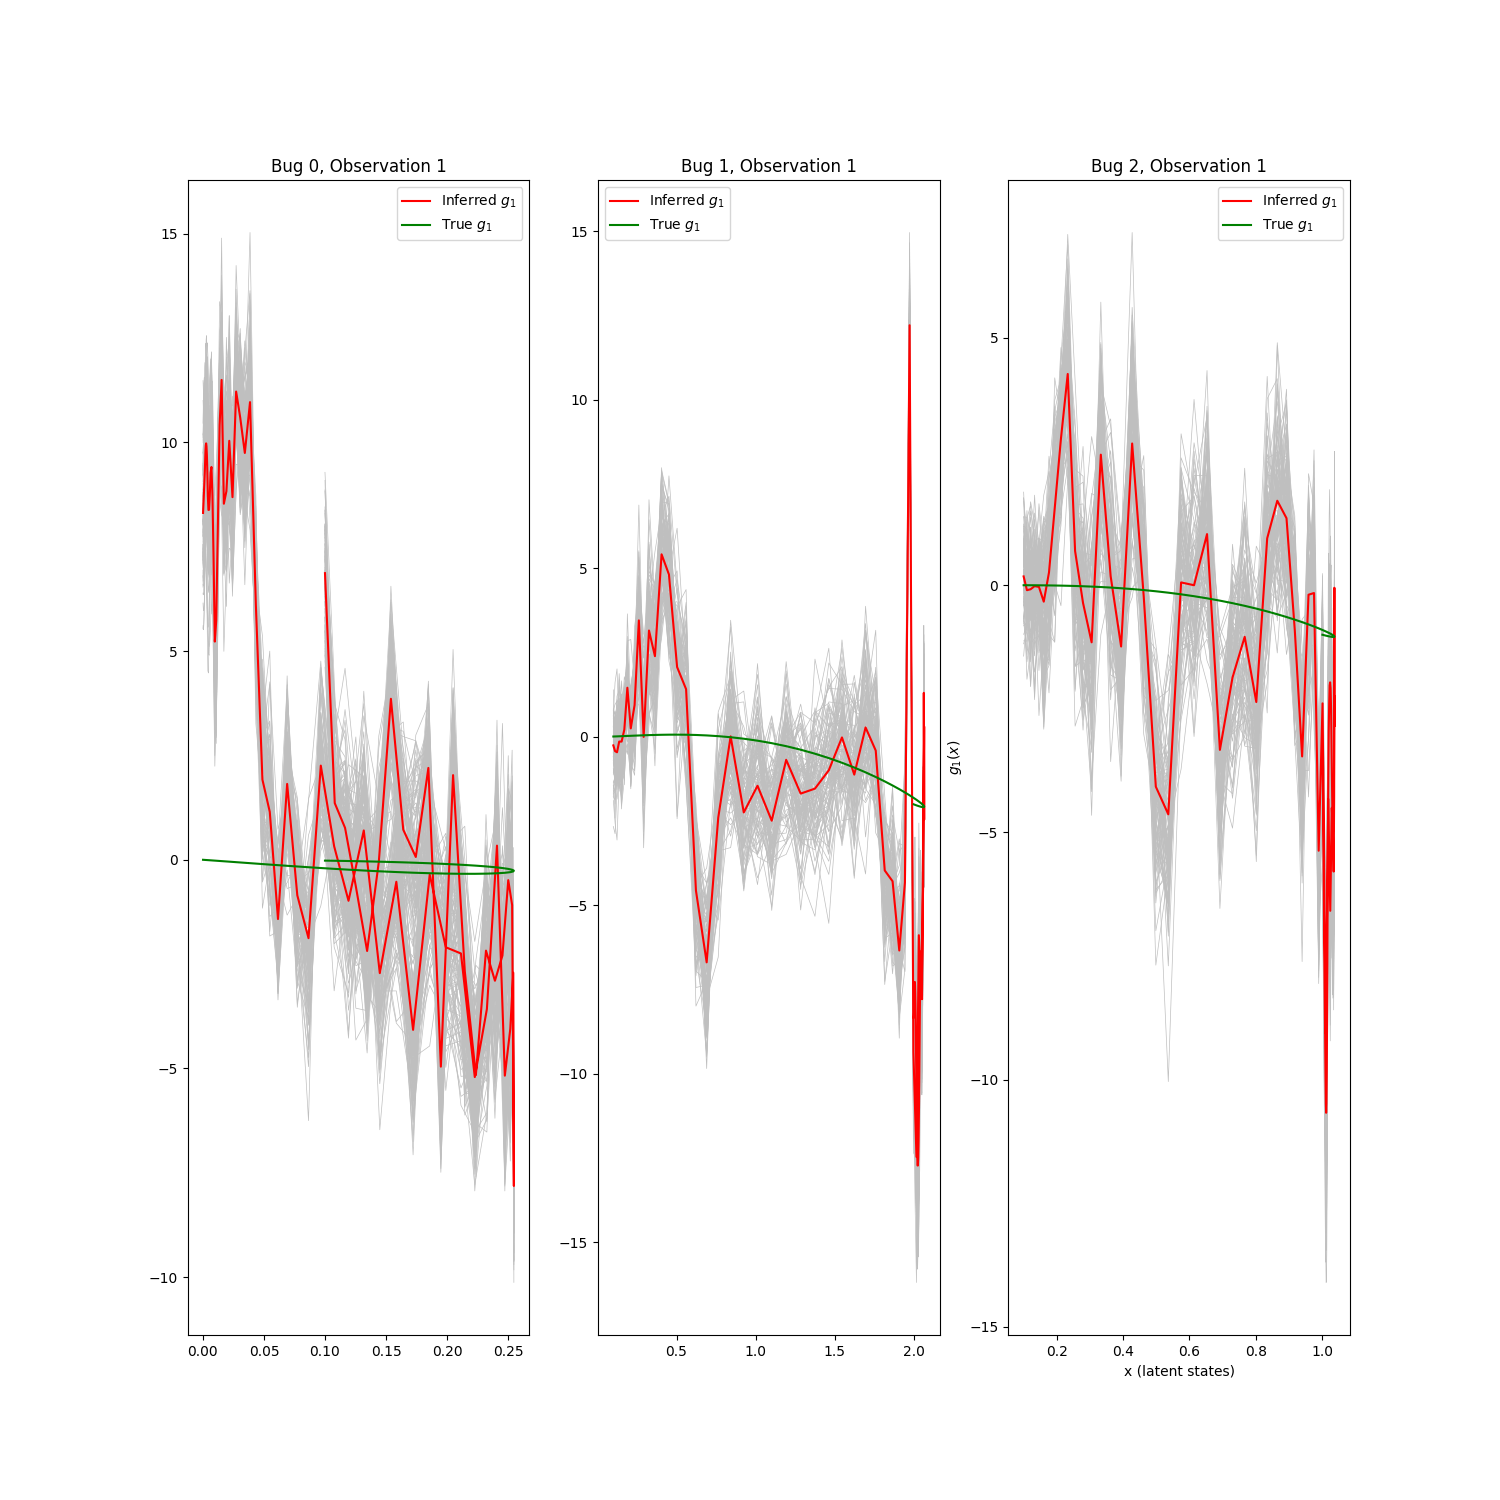 Bug 0, Observation 1
Inferred g₁
True g₁
15
10
5
0
−5
−10
0.00 0.05 0.10 0.15 0.20 0.25
Bug 1, Observation 1
Inferred g₁
True g₁
15
10
5
0
−5
−10
−15
0.5 1.0 1.5 2.0
Bug 2, Observation 1
Inferred g₁
True g₁
g₁(x)
5
0
−5
−10
−15
0.2 0.4 0.6 0.8 1.0
x (latent states)